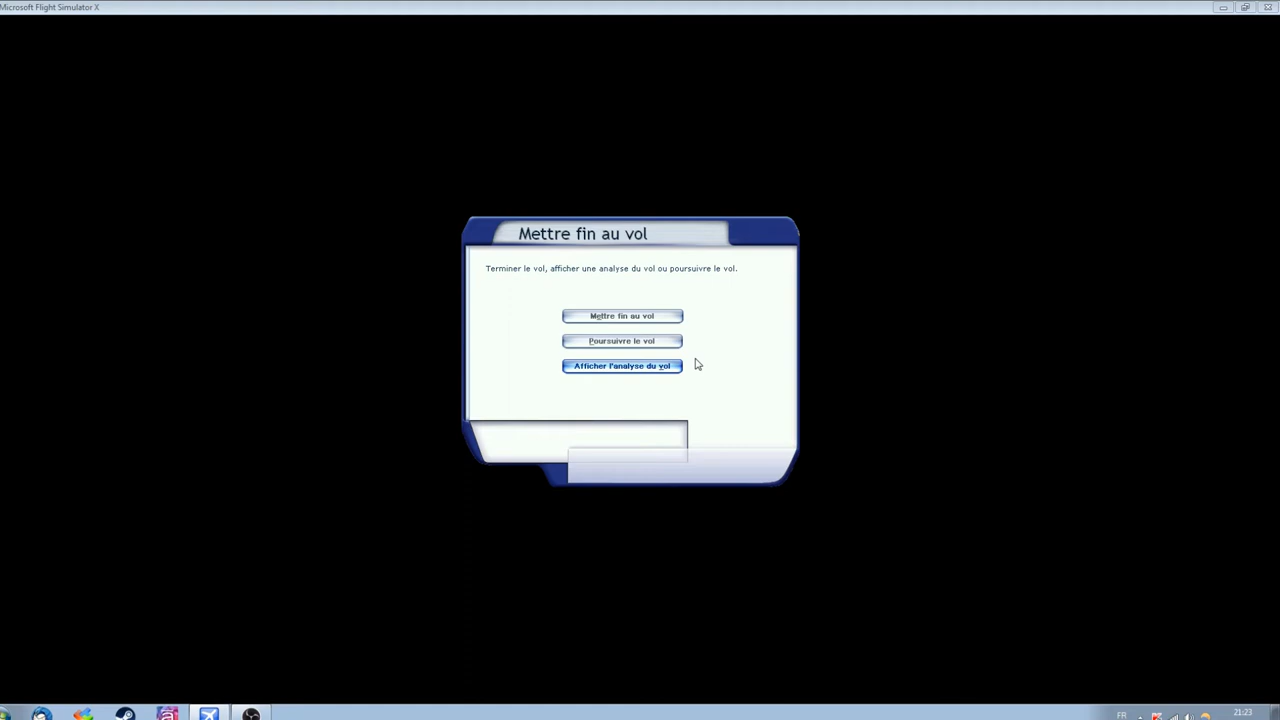 Microsoft Flight Simulator X
Mettre fin au vol
Terminer le vol, afficher une analyse du vol ou poursuivre le vol.
Mettre fin au vol
Poursuivre le vol
Afficher l'analyse du vol
FR
21:23